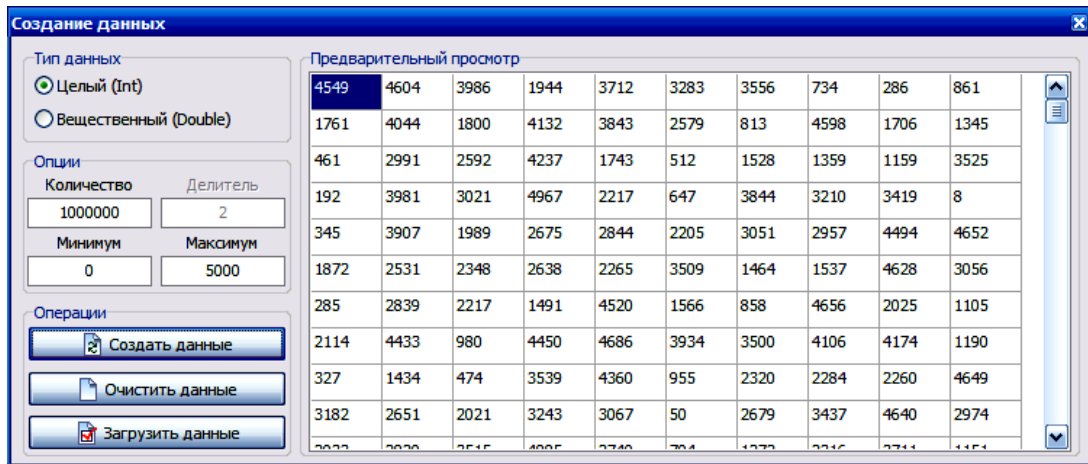 Создание данных
Тип данных
Целый (Int)
Вещественный (Double)
Опции
Количество Делитель
1000000 2
Минимум Максимум
0 5000
Операции
Создать данные
Очистить данные
Загрузить данные
Предварительный просмотр
4549 4604 3986 1944 3712 3283 3556 734 286 861
1761 4044 1800 4132 3843 2579 813 4598 1706 1345
461 2991 2592 4237 1743 512 1528 1359 1159 3525
192 3981 3021 4967 2217 647 3844 3210 3419 8
345 3907 1989 2675 2844 2205 3051 2957 4494 4652
1872 2531 2348 2638 2265 3509 1464 1537 4628 3056
285 2839 2217 1491 4520 1566 858 4656 2025 1105
2114 4433 980 4450 4686 3934 3500 4106 4174 1190
327 1434 474 3539 4360 955 2320 2284 2260 4649
3182 2651 2021 3243 3067 50 2679 3437 4640 2974